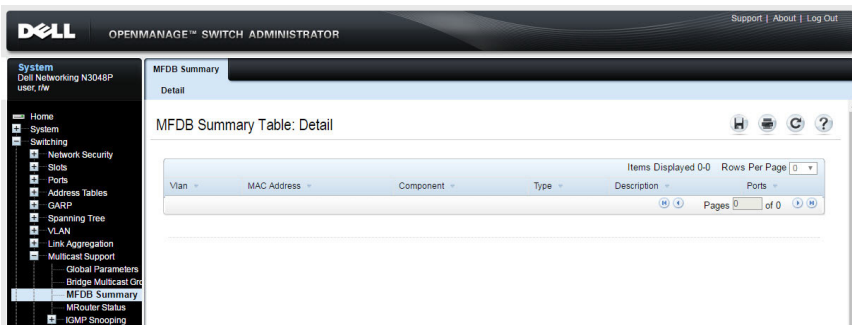 Support | About | Log Out
DELL OPENMANAGE™ SWITCH ADMINISTRATOR
System
Dell Networking N3048P
user, r/w
Home
System
Switching
Network Security
Slots
Ports
Address Tables
GARP
Spanning Tree
VLAN
Link Aggregation
Multicast Support
Global Parameters
Bridge Multicast Gro
MFDB Summary
MRouter Status
IGMP Snooping
MFDB Summary
Detail
MFDB Summary Table: Detail
Items Displayed 0-0 Rows Per Page 0
Vlan MAC Address Component Type Description Ports
Pages 0 of 0